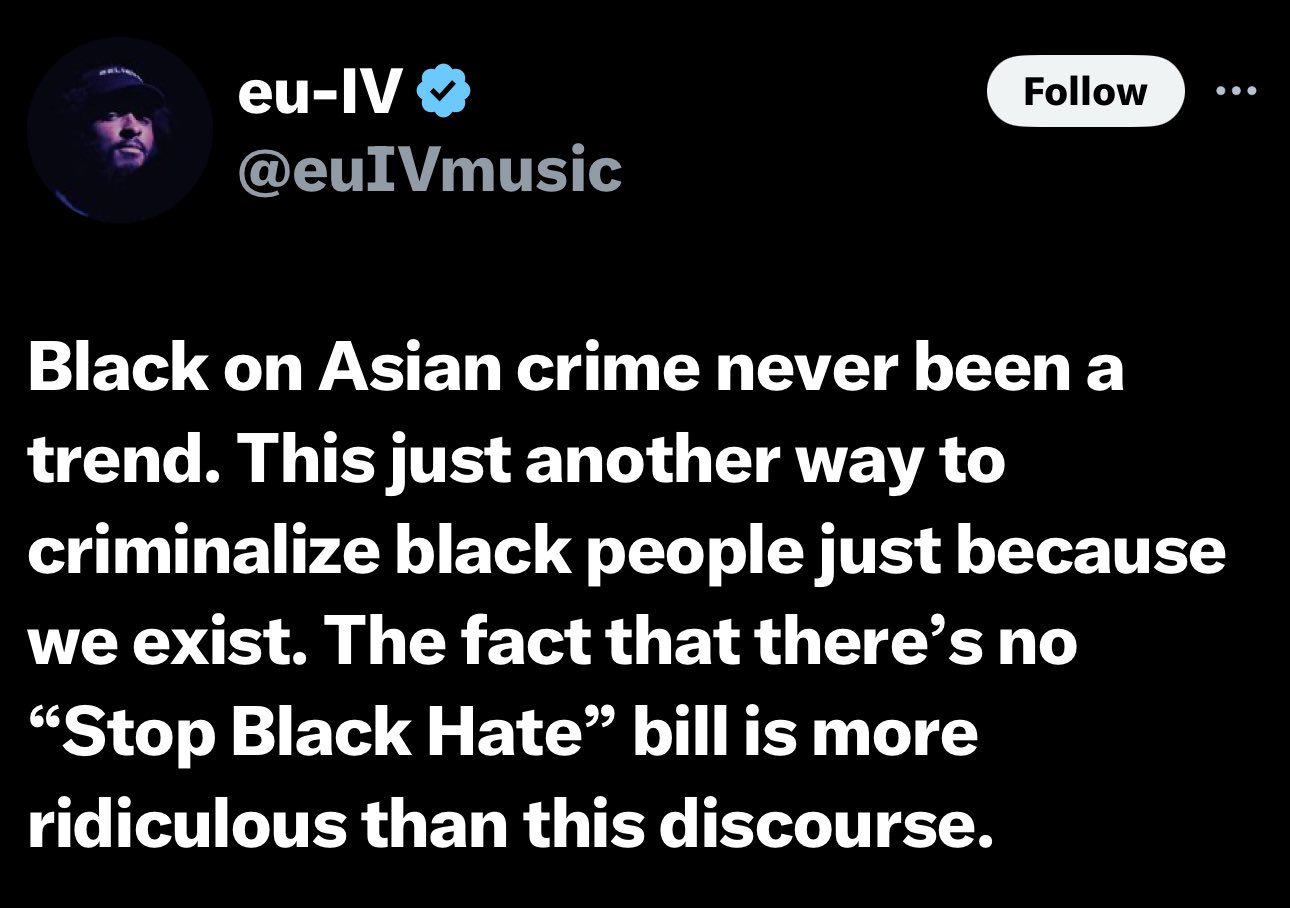 eu-IV
@euIVmusic
Follow
Black on Asian crime never been a
trend. This just another way to
criminalize black people just because
we exist. The fact that there’s no
“Stop Black Hate” bill is more
ridiculous than this discourse.